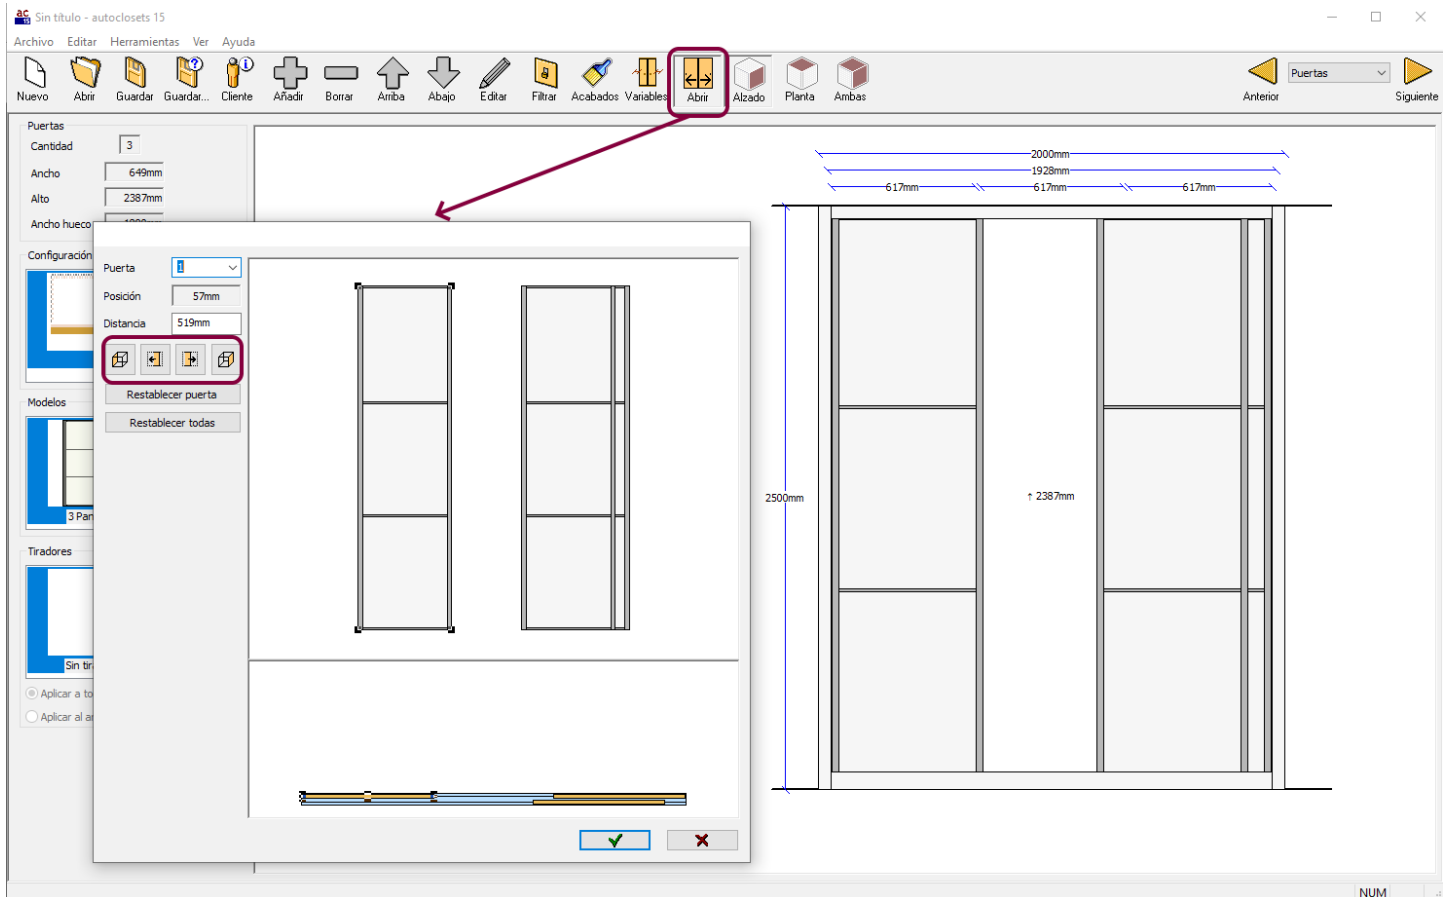 ac
15
Sin título - autoclosets 15
Archivo Editar Herramientas Ver Ayuda
Nuevo Abrir Guardar Guardar... Cliente Añadir Borrar Arriba Abajo Editar Filtrar Acabados Variables Abrir Alzado Planta Ambas Anterior Puertas Siguiente
Puertas
Cantidad 3
Ancho 649mm
Alto 2387mm
Ancho hueco
Configuración
Modelos
3 Pan
Tiradores
Sin tir
Aplicar a to
Aplicar al a
Puerta 1
Posición 57mm
Distancia 519mm
Restablecer puerta
Restablecer todas
2000mm
1928mm
617mm 617mm 617mm
2500mm
↑ 2387mm
NUM